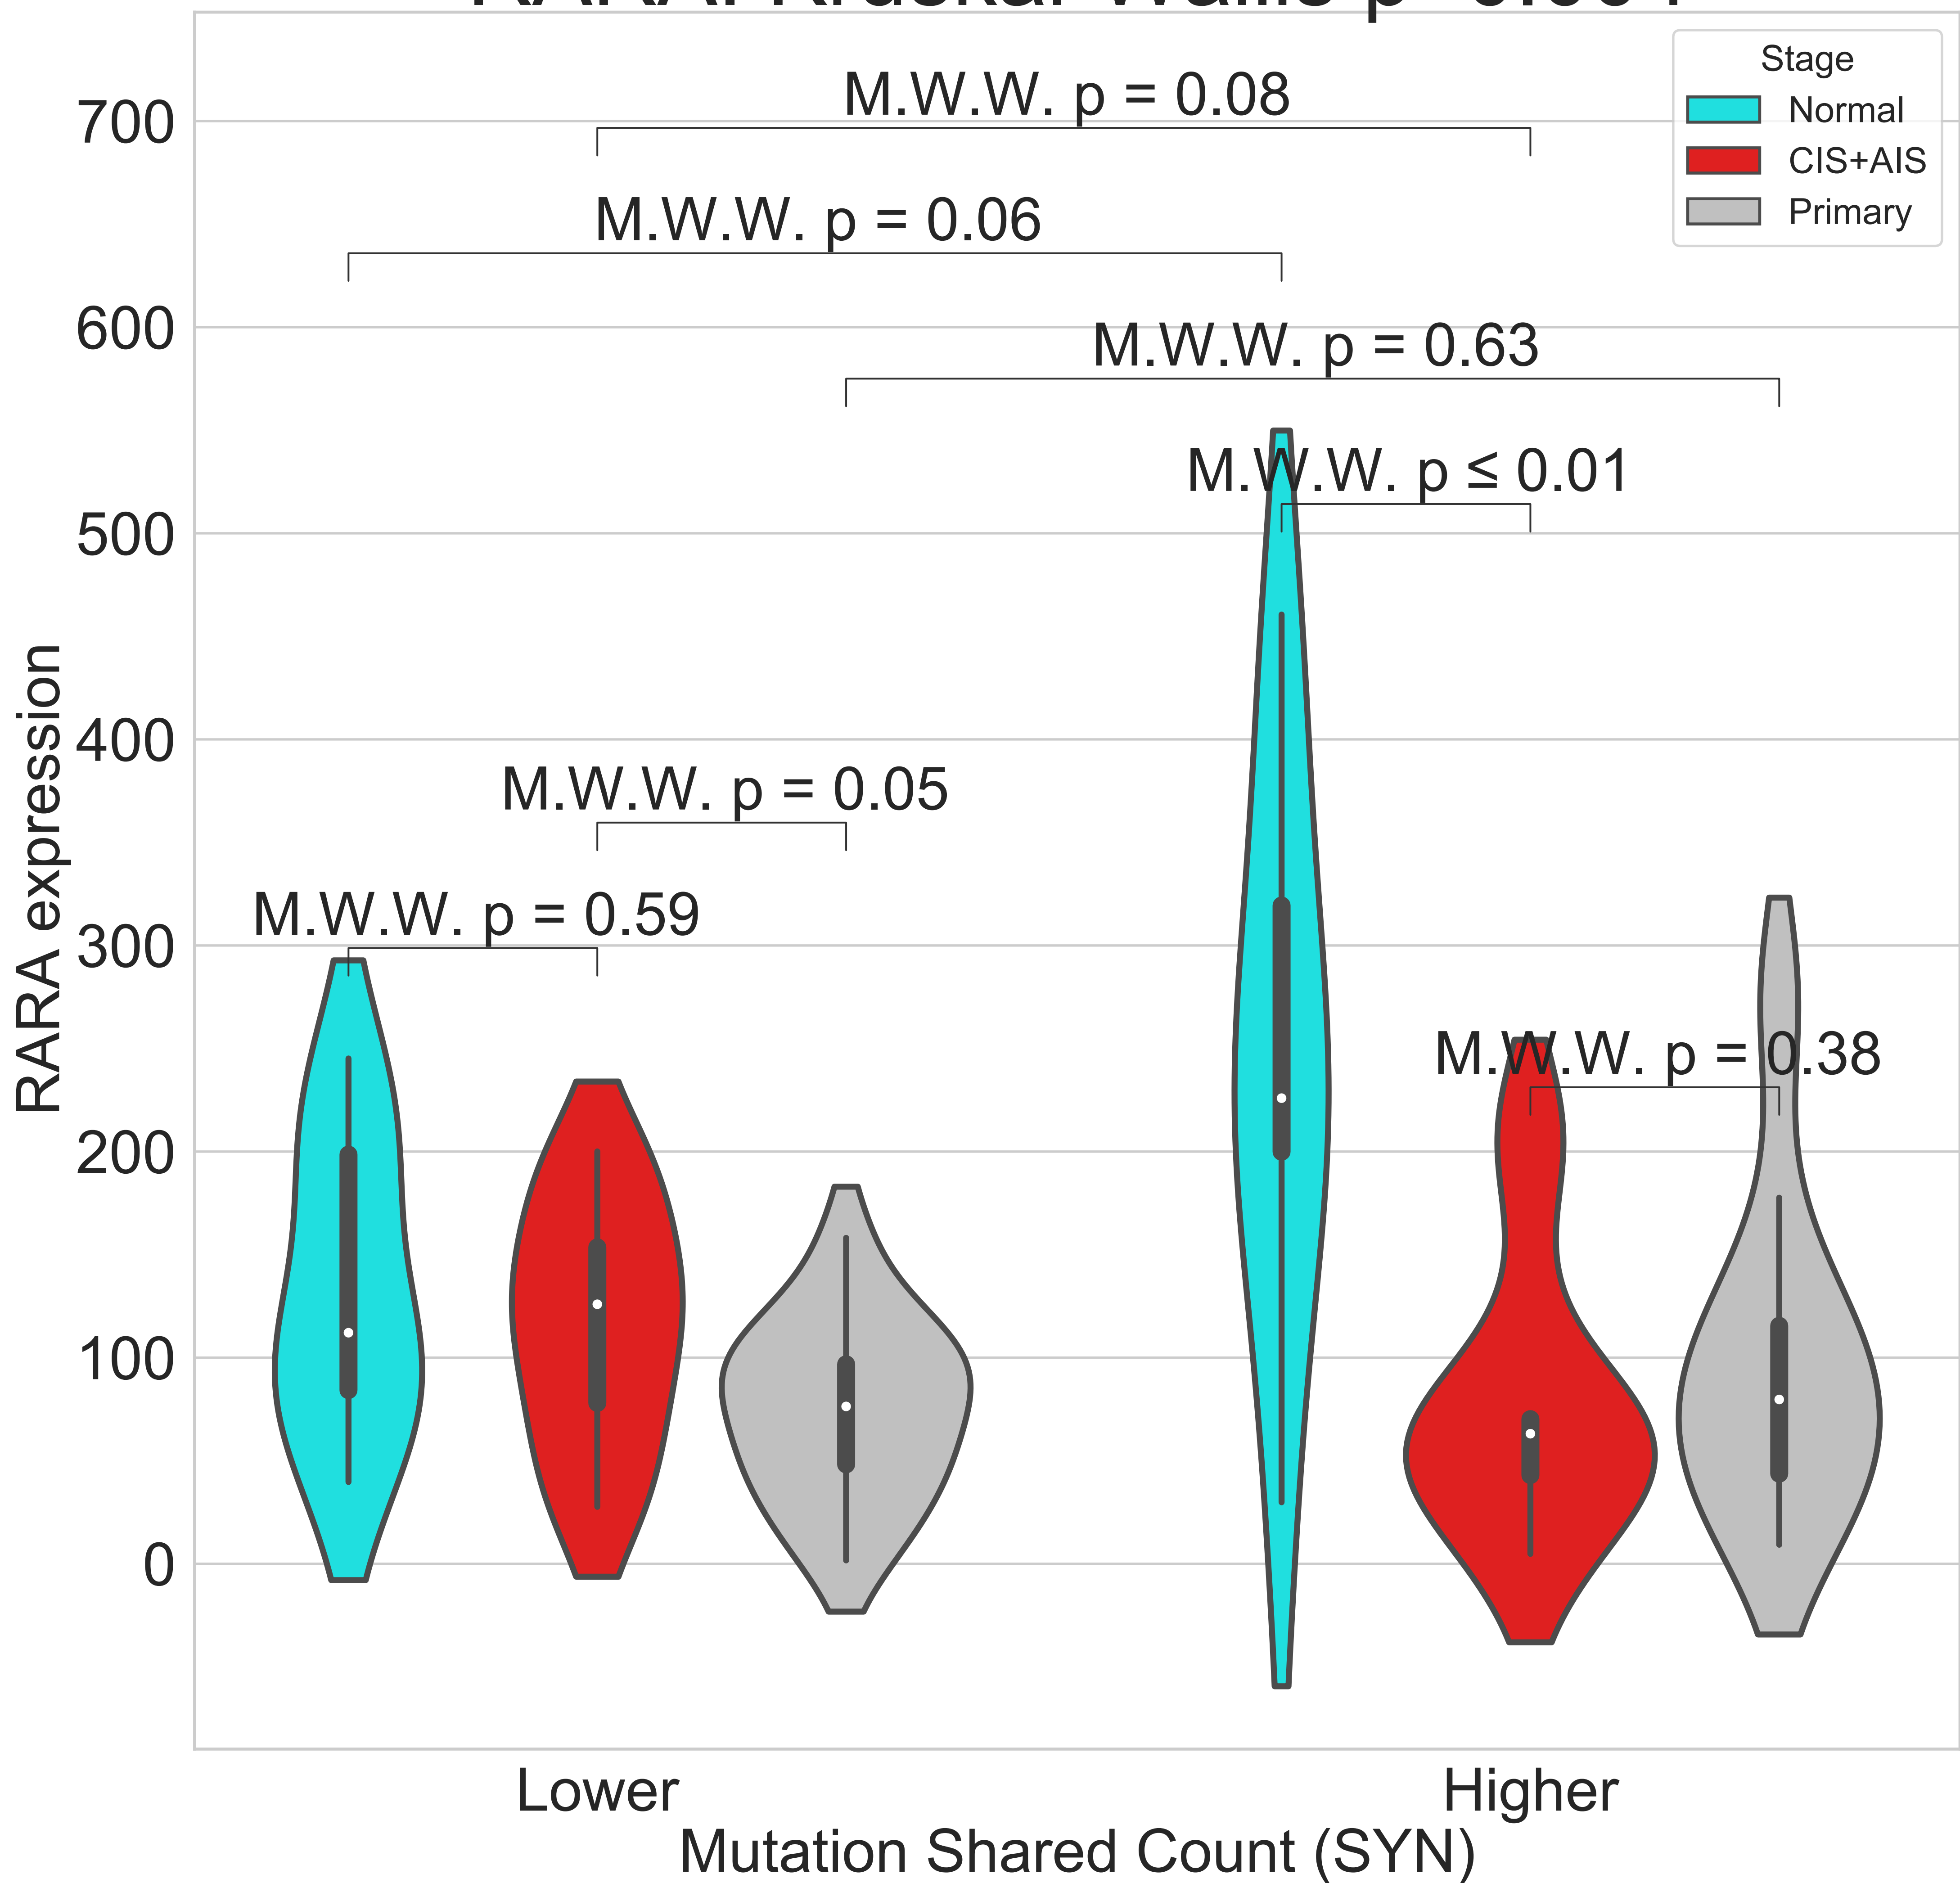 Stage
Normal
CIS+AIS
Primary
M.W.W. p = 0.08
M.W.W. p = 0.06
M.W.W. p = 0.63
M.W.W. p ≤ 0.01
M.W.W. p = 0.05
M.W.W. p = 0.59
M.W.W. p = 0.38
700
600
500
400
300
200
100
0
RARA expression
Lower
Higher
Mutation Shared Count (SYN)